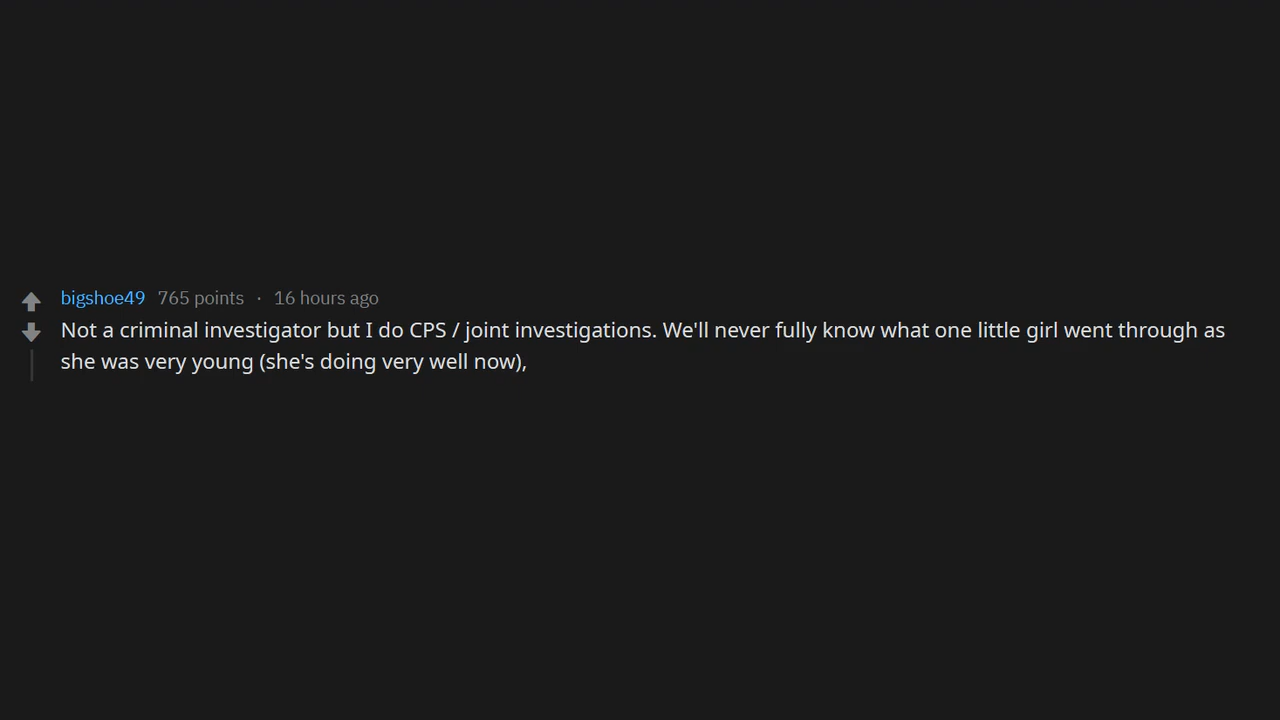 bigshoe49 765 points · 16 hours ago
Not a criminal investigator but I do CPS / joint investigations. We'll never fully know what one little girl went through as
she was very young (she's doing very well now),